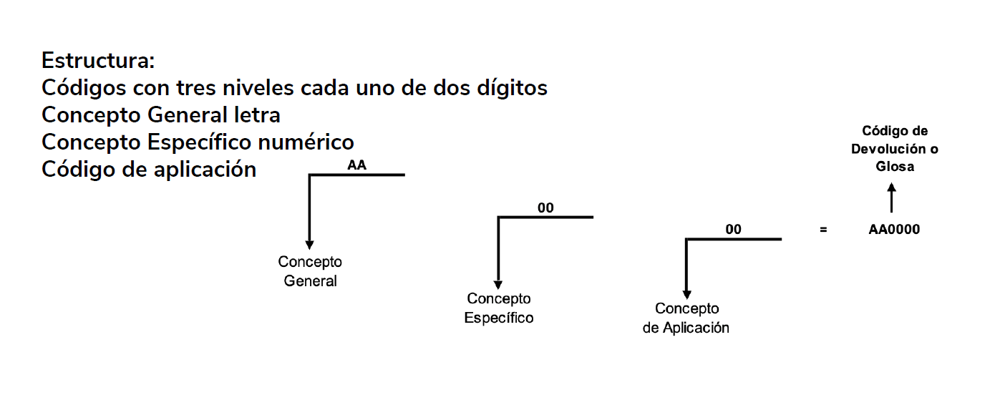 Estructura:
Códigos con tres niveles cada uno de dos dígitos
Concepto General letra
Concepto Específico numérico
Código de aplicación
AA
Concepto
General
00
Concepto
Específico
00
Concepto
de Aplicación
=
Código de
Devolución o
Glosa
AA0000